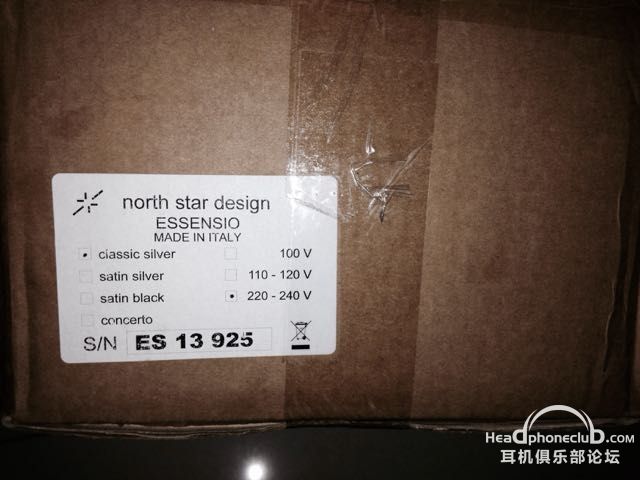 north star design
ESSENSIO
MADE IN ITALY
classic silver 100 V
satin silver 110 - 120 V
satin black 220 - 240 V
concerto
S/N ES 13 925
HeadphoneclUb.com
耳机俱乐部论坛